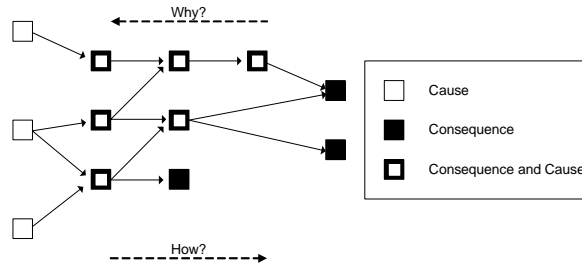 Why?
Cause
Consequence
Consequence and Cause
How?